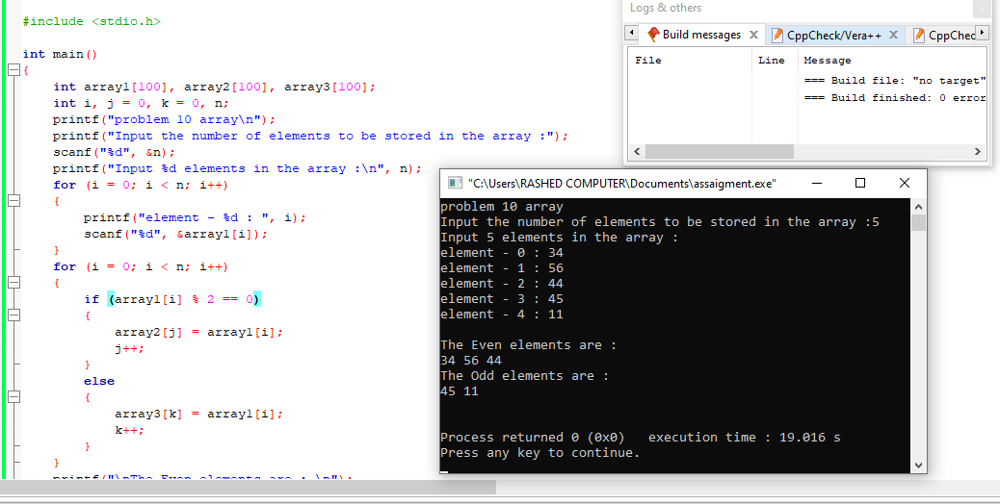 #include <stdio.h>
int main()
{
int array1[100], array2[100], array3[100];
int i, j = 0, k = 0, n;
printf("problem 10 array\n");
printf("Input the number of elements to be stored in the array :");
scanf("%d", &n);
printf("Input %d elements in the array :\n", n);
for (i = 0; i < n; i++)
{
printf("element - %d : ", i);
scanf("%d", &array1[i]);
}
for (i = 0; i < n; i++)
{
if (array1[i] % 2 == 0)
{
array2[j] = array1[i];
j++;
}
else
{
array3[k] = array1[i];
k++;
}
}
printf("\nThe Even elements are : \n");
Logs & others
Build messages X CppCheck/Vera++ X CppChec
File Line Message
=== Build file: "no target"
=== Build finished: 0 error
"C:\Users\RASHED COMPUTER\Documents\assaigment.exe"
problem 10 array
Input the number of elements to be stored in the array :5
Input 5 elements in the array :
element - 0 : 34
element - 1 : 56
element - 2 : 44
element - 3 : 45
element - 4 : 11
The Even elements are :
34 56 44
The Odd elements are :
45 11
Process returned 0 (0x0) execution time : 19.016 s
Press any key to continue.